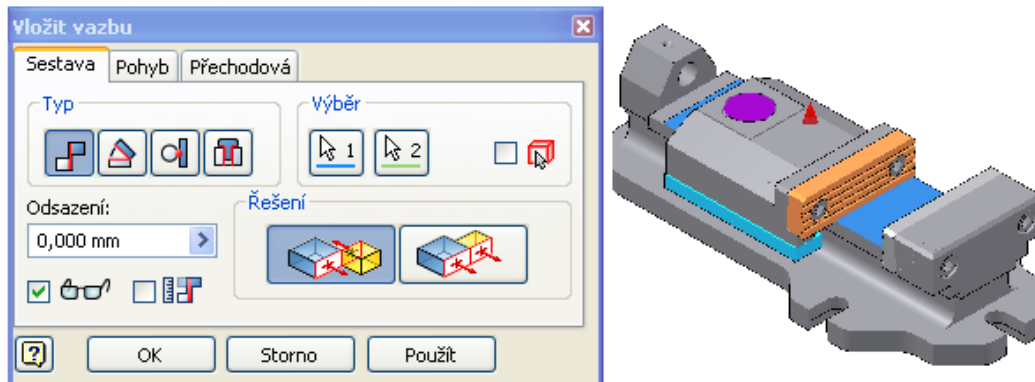 Vložit vazbu
Sestava Pohyb Přechodová
Typ
Výběr
1 2
Odsazení:
Řešení
0,000 mm
?
OK Storno Použít